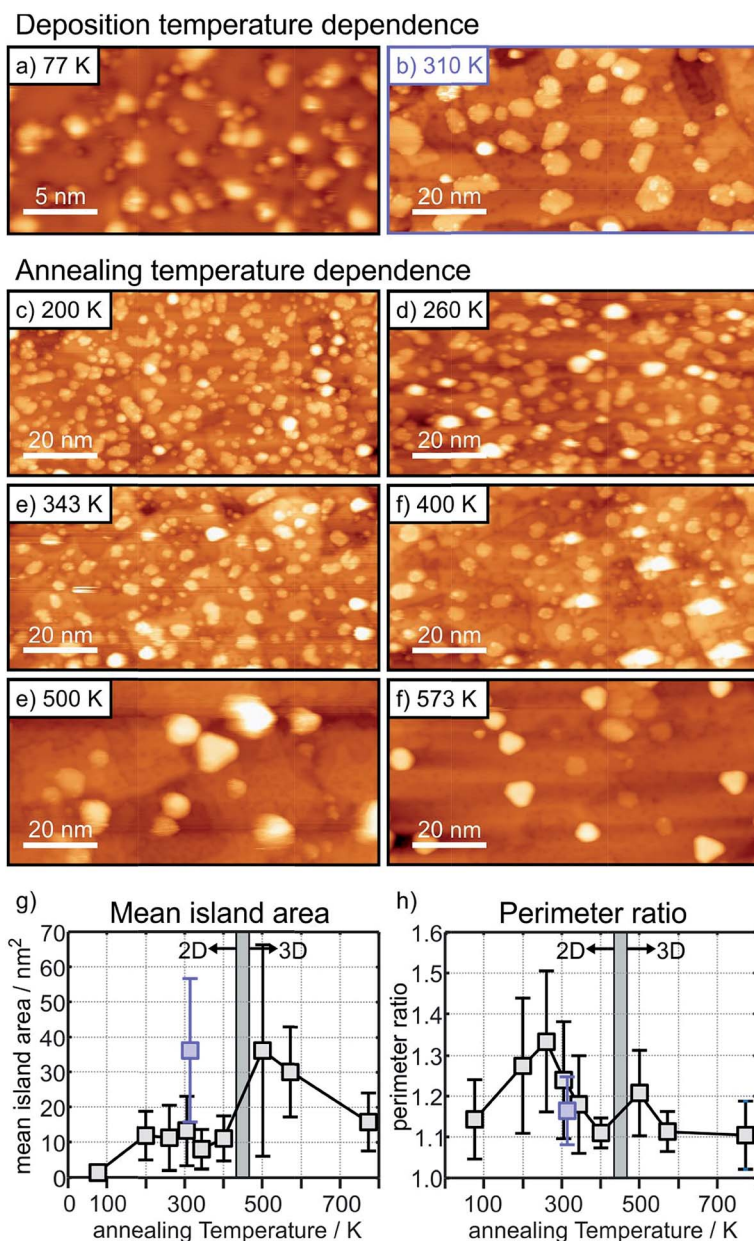 Deposition temperature dependence
a) 77 K
b) 310 K
5 nm
20 nm
Annealing temperature dependence
c) 200 K
d) 260 K
20 nm
20 nm
e) 343 K
f) 400 K
20 nm
20 nm
e) 500 K
f) 573 K
20 nm
20 nm
g) Mean island area
70
60
50
40
30
20
10
0
mean island area / nm²
2D 3D
0 100 300 500 700
annealing Temperature / K
h) Perimeter ratio
1.6
1.5
1.4
1.3
1.2
1.1
1.0
perimeter ratio
2D 3D
100 300 500 700
annealing Temperature / K